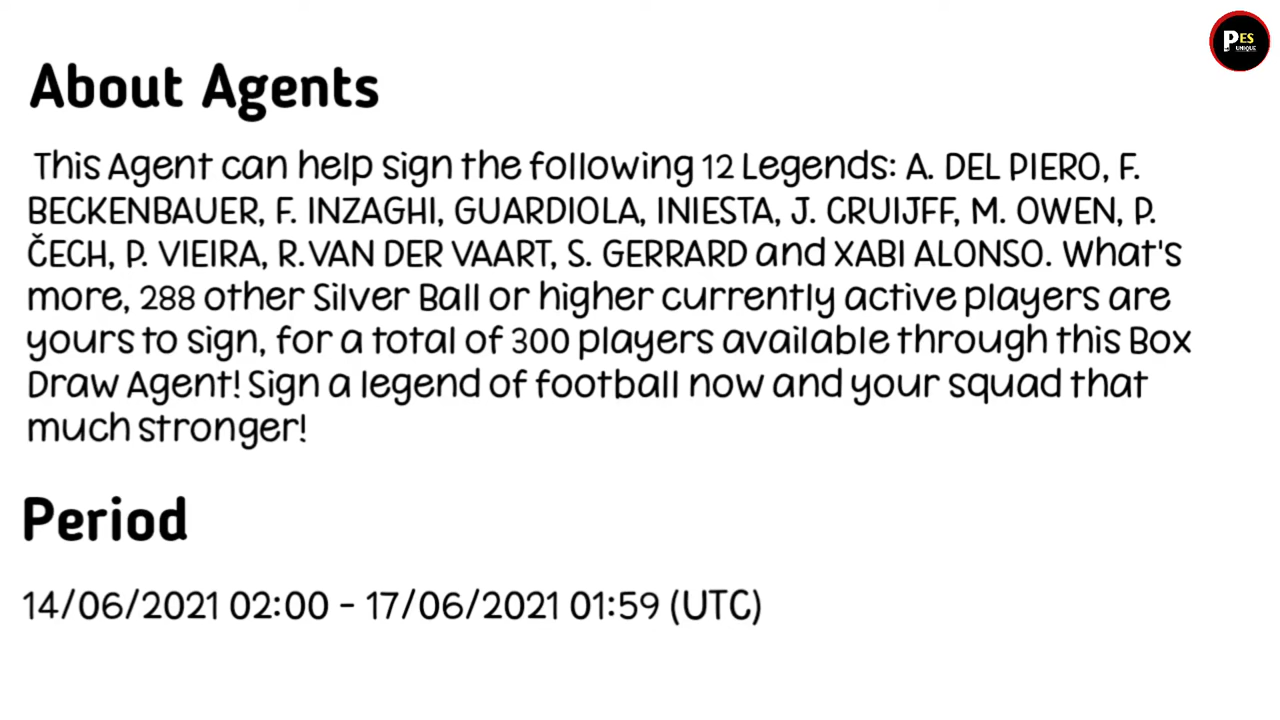 PES
UNIQUE
About Agents
This Agent can help sign the following 12 Legends: A. DEL PIERO, F.
BECKENBAUER, F. INZAGHI, GUARDIOLA, INIESTA, J. CRUIJFF, M. OWEN, P.
ČECH, P. VIEIRA, R.VAN DER VAART, S. GERRARD and XABI ALONSO. What's
more, 288 other Silver Ball or higher currently active players are
yours to sign, for a total of 300 players available through this Box
Draw Agent! Sign a legend of football now and your squad that
much stronger!
Period
14/06/2021 02:00 - 17/06/2021 01:59 (UTC)